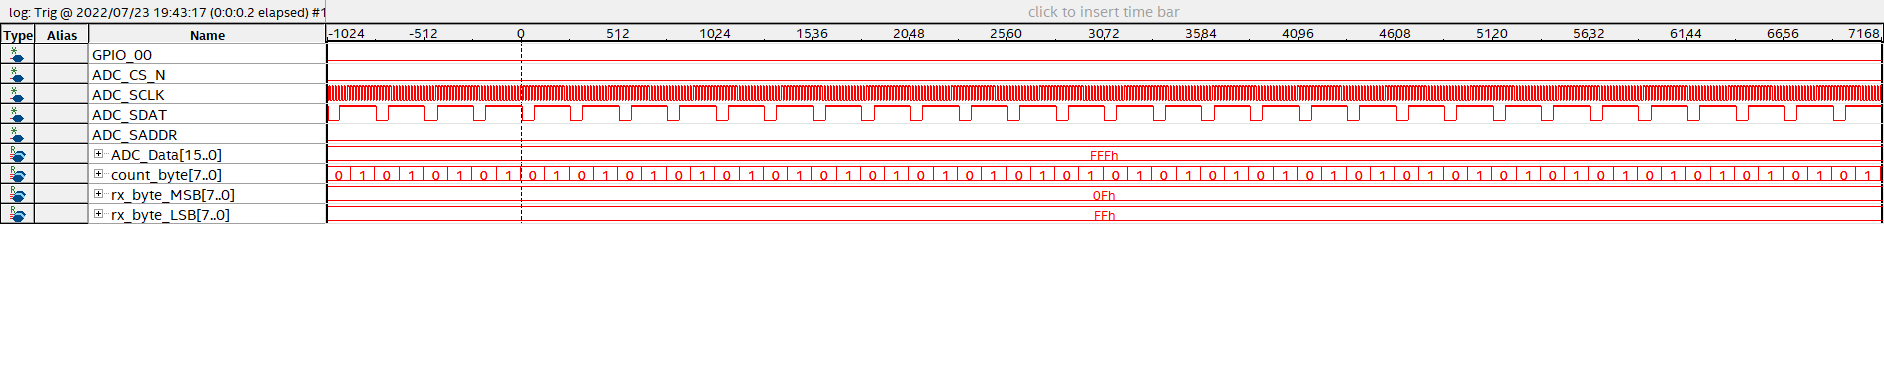 log: Trig @ 2022/07/23 19:43:17 (0:0:0.2 elapsed) #1 click to insert time bar
Type Alias Name -1024 -512 0 512 1024 1536 2048 2560 3072 3584 4096 4608 5120 5632 6144 6656 7168
GPIO_00
ADC_CS_N
ADC_SCLK
ADC_SDAT
ADC_SADDR
R ADC_Data[15..0] FFFh
R count_byte[7..0] 0 1 0 1 0 1 0 1 0 1 0 1 0 1 0 1 0 1 0 1 0 1 0 1 0 1 0 1 0 1 0 1 0 1 0 1 0 1 0 1 0 1 0 1 0 1 0 1 0 1 0 1 0 1 0 1 0 1 0 1 0 1 0 1
R rx_byte_MSB[7..0] 0Fh
R rx_byte_LSB[7..0] FFh